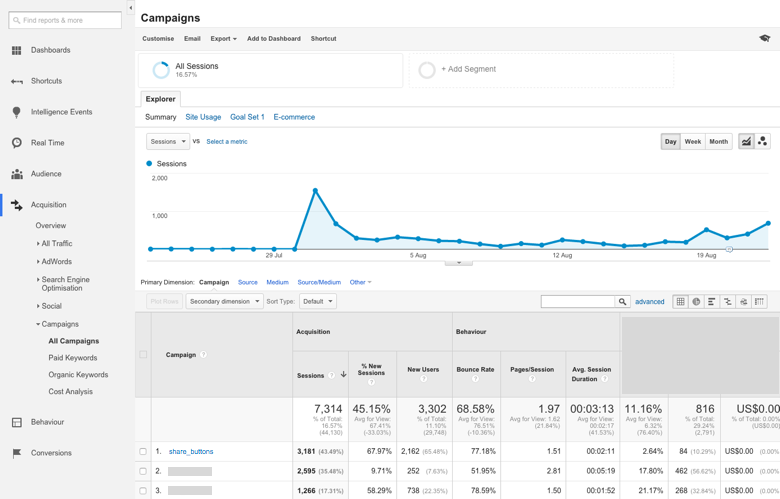 Find reports & more
Dashboards
Shortcuts
Intelligence Events
Real Time
Audience
Acquisition
Overview
All Traffic
AdWords
Search Engine
Optimisation
Social
Campaigns
All Campaigns
Paid Keywords
Organic Keywords
Cost Analysis
Behaviour
Conversions
Campaigns
Customise Email Export Add to Dashboard Shortcut
All Sessions
16.57%
+ Add Segment
Explorer
Summary Site Usage Goal Set 1 E-commerce
Sessions VS Select a metric
Day Week Month
Sessions
2,000
1,000
29 Jul 5 Aug 12 Aug 19 Aug
Primary Dimension: Campaign Source Medium Source/Medium Other
Plot Rows Secondary dimension Sort Type: Default
advanced
Acquisition Behaviour
Campaign ?
Sessions ?
% New
Sessions
?
New Users
?
Bounce Rate
?
Pages/Session
?
Avg. Session
Duration
?
7,314
% of Total:
16.57%
(44,130)
45.15%
Avg for View:
67.41%
(-33.03%)
3,302
% of Total:
11.10%
(29,748)
68.58%
Avg for View:
76.51%
(-10.36%)
1.97
Avg for View: 1.62
(21.84%)
00:03:13
Avg for View:
00:02:17
(41.53%)
11.16%
Avg for View:
6.32%
(76.40%)
816
% of Total:
29.24%
(2,791)
US$0.00
% of Total: 0.00%
(US$0.00)
1. share_buttons 3,181 (43.49%) 67.97% 2,162 (65.48%) 77.18% 1.51 00:02:11 2.64% 84 (10.29%) US$0.00 (0.00%)
2. 2,595 (35.48%) 9.71% 252 (7.63%) 51.95% 2.81 00:05:19 17.80% 462 (56.62%) US$0.00 (0.00%)
3. 1,266 (17.31%) 58.29% 738 (22.35%) 78.59% 1.50 00:01:52 21.17% 268 (32.84%) US$0.00 (0.00%)